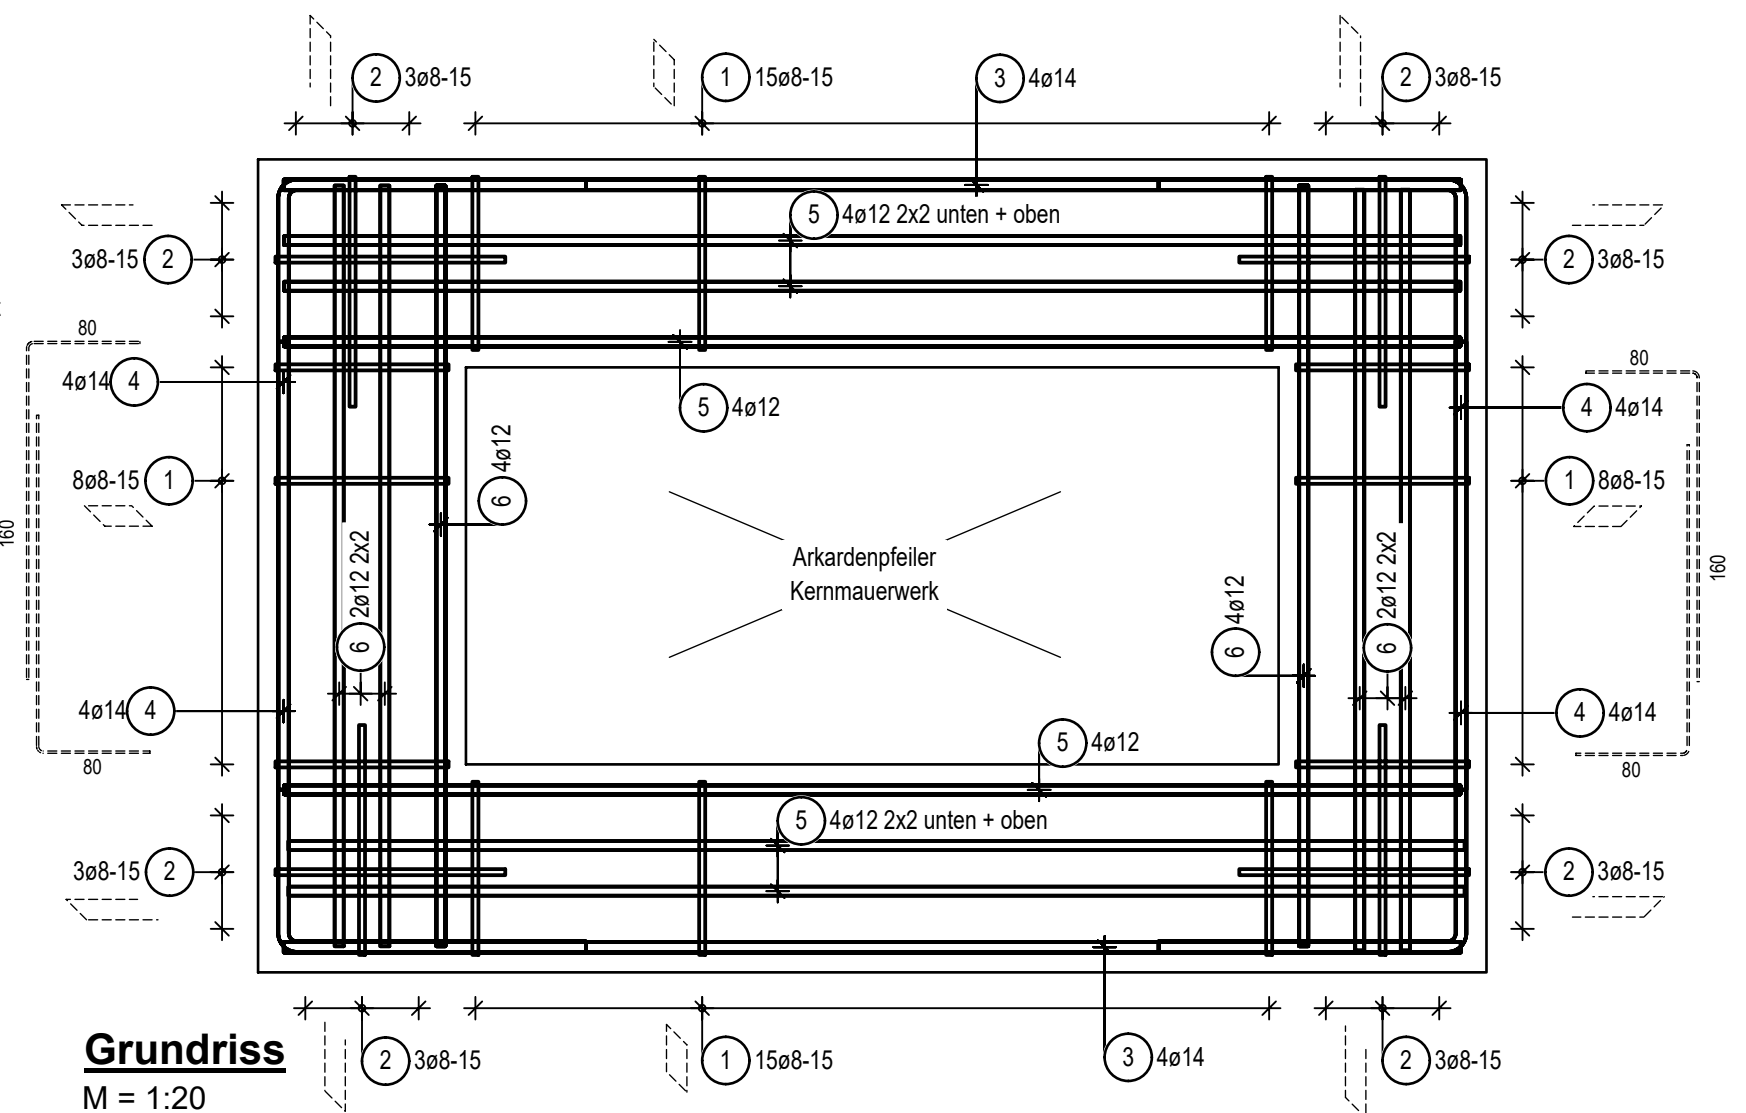 2 3ø8-15
1 15ø8-15
3 4ø14
2 3ø8-15
5 4ø12 2x2 unten + oben
3ø8-15 2
2 3ø8-15
80
80
4ø14 4
5 4ø12
4 4ø14
6 4ø12
8ø8-15 1
1 8ø8-15
160
6 2ø12 2x2
Arkardenpfeiler
Kernmauerwerk
6 4ø12
6 2ø12 2x2
160
4ø14 4
4 4ø14
5 4ø12
80
80
5 4ø12 2x2 unten + oben
3ø8-15 2
2 3ø8-15
Grundriss
M = 1:20
2 3ø8-15
1 15ø8-15
3 4ø14
2 3ø8-15